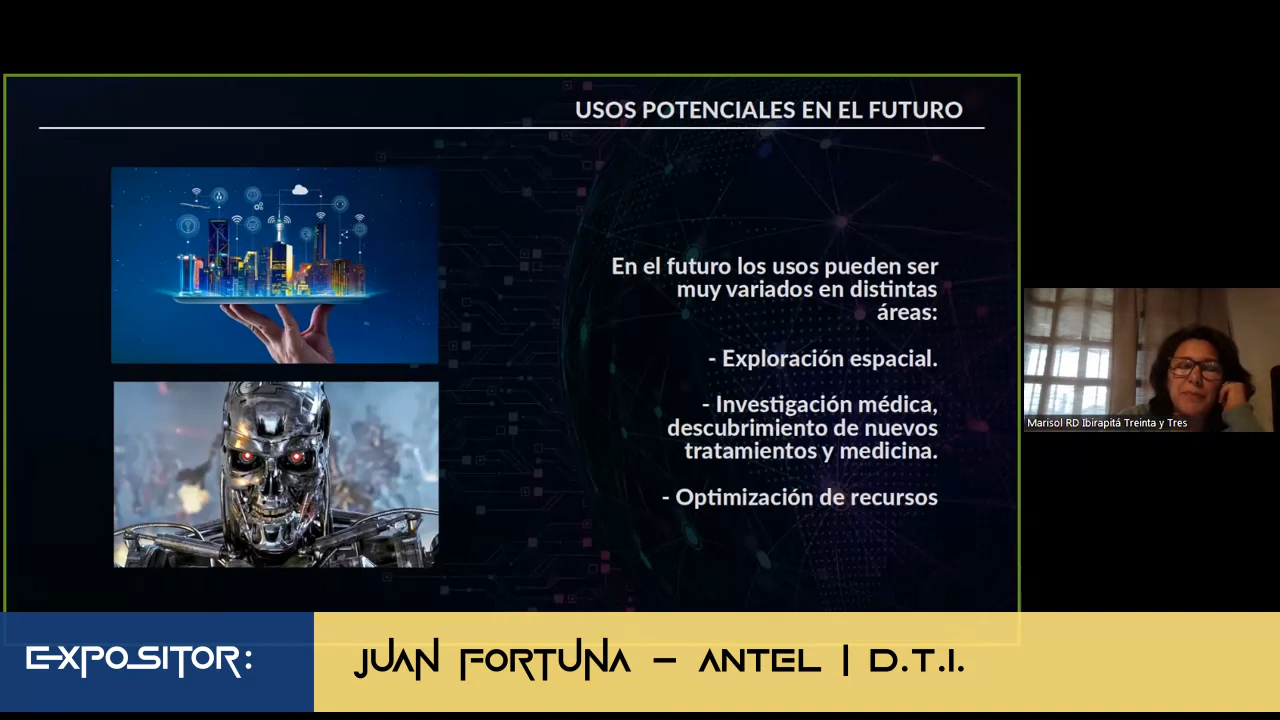 USOS POTENCIALES EN EL FUTURO
En el futuro los usos pueden ser
muy variados en distintas
áreas:
- Exploración espacial.
- Investigación médica,
descubrimiento de nuevos
tratamientos y medicina.
- Optimización de recursos
Marisol RD Ibirapitá Treinta y Tres
EXPOSITOR:
JUAN FORTUNA – ANTEL | D.T.I.